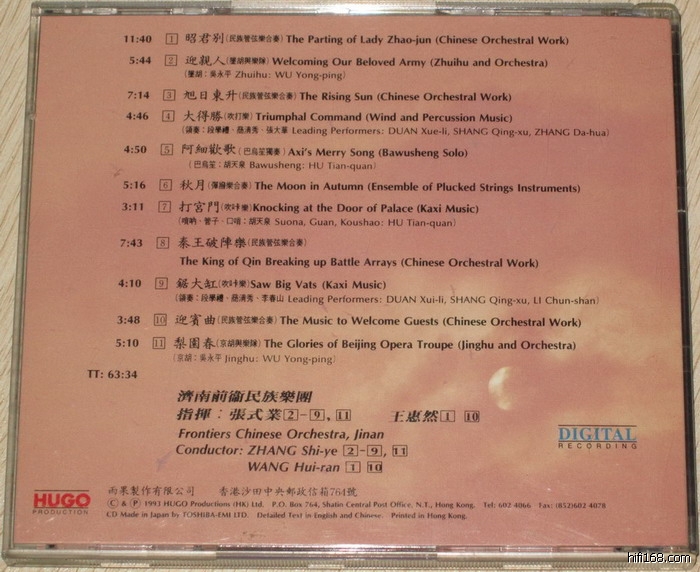 11:40 1 昭君别(民族管弦樂合奏) The Parting of Lady Zhao-jun (Chinese Orchestral Work)
5:44 2 迎親人(墜胡與樂隊) Welcoming Our Beloved Army (Zhuihu and Orchestra)
(墜胡：吳永平 Zhuihu: WU Yong-ping)
7:14 3 旭日東升(民族管弦樂合奏) The Rising Sun (Chinese Orchestral Work)
4:46 4 大得勝(吹打樂) Triumphal Command (Wind and Percussion Music)
(領奏：段學禮、尙清秀、張大華 Leading Performers: DUAN Xue-li, SHANG Qing-xu, ZHANG Da-hua)
4:50 5 阿細歡歌(巴烏笙獨奏) Axi's Merry Song (Bawusheng Solo)
(巴烏笙：胡天泉 Bawusheng: HU Tian-quan)
5:16 6 秋月(彈撥樂合奏) The Moon in Autumn (Ensemble of Plucked Strings Instruments)
3:11 7 打宮門(吹咔樂) Knocking at the Door of Palace (Kaxi Music)
(嗩吶、管子、口哨：胡天泉 Suona, Guan, Koushao: HU Tian-quan)
7:43 8 秦王破陣樂(民族管弦樂合奏)
The King of Qin Breaking up Battle Arrays (Chinese Orchestral Work)
4:10 9 鋸大缸(吹咔樂) Saw Big Vats (Kaxi Music)
(領奏：段學禮、尙清秀、李春山 Leading Performers: DUAN Xui-li, SHANG Qing-xu, LI Chun-shan)
3:48 10 迎賓曲(民族管弦樂合奏) The Music to Welcome Guests (Chinese Orchestral Work)
5:10 11 梨園春(京胡與樂隊) The Glories of Beijing Opera Troupe (Jinghu and Orchestra)
(京胡：吳永平 Jinghu: WU Yong-ping)
TT: 63:34
濟南前衞民族樂團
指揮：張式業 2-9, 11 王惠然 1 10
Frontiers Chinese Orchestra, Jinan
Conductor: ZHANG Shi-ye 2-9, 11
WANG Hui-ran 1 10
DIGITAL
RECORDING
HUGO
PRODUCTION
雨果製作有限公司 香港沙田中央郵政信箱764號
© & ℗ 1993 HUGO Productions (HK) Ltd. P.O. Box 764, Shatin Central Post Office, N.T., Hong Kong. Tel: 602 4066 Fax: (852)602 4078
CD Made in Japan by TOSHIBA-EMI LTD. Detailed Text in English and Chinese. Printed in Hong Kong.
hifi168.com